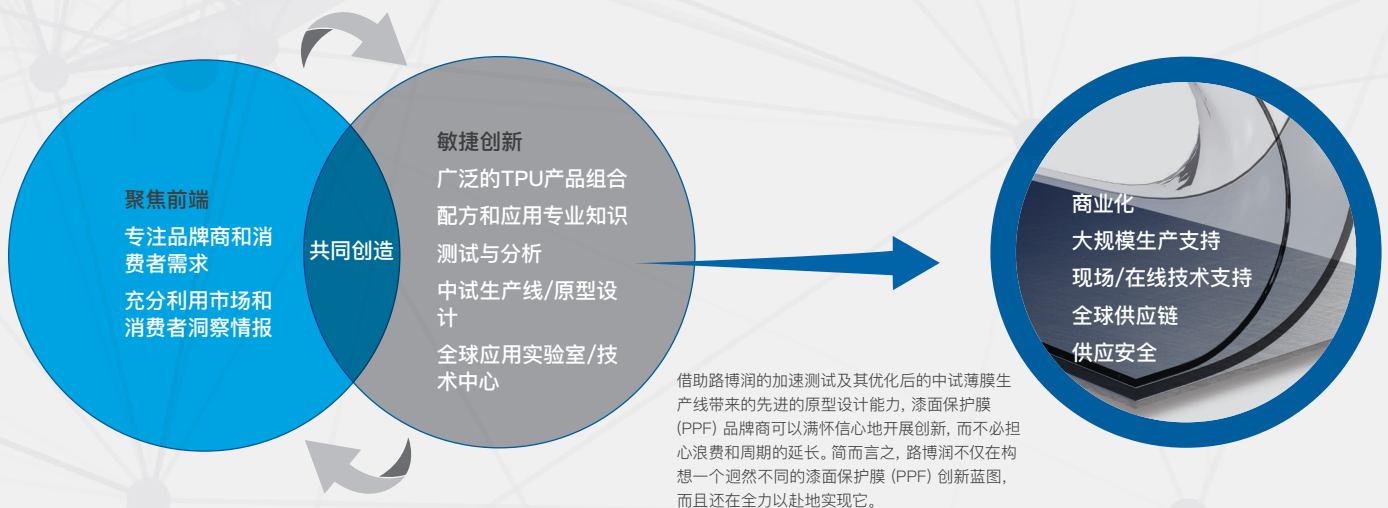 聚焦前端
专注品牌商和消
费者需求
充分利用市场和
消费者洞察情报
共同创造
敏捷创新
广泛的TPU产品组合
配方和应用专业知识
测试与分析
中试生产线/原型设
计
全球应用实验室/技
术中心
商业化
大规模生产支持
现场/在线技术支持
全球供应链
供应安全
借助路博润的加速测试及其优化后的中试薄膜生
产线带来的先进的原型设计能力, 漆面保护膜
(PPF) 品牌商可以满怀信心地开展创新, 而不必担
心浪费和周期的延长。简而言之, 路博润不仅在构
想一个迥然不同的漆面保护膜 (PPF) 创新蓝图,
而且还在全力以赴地实现它。